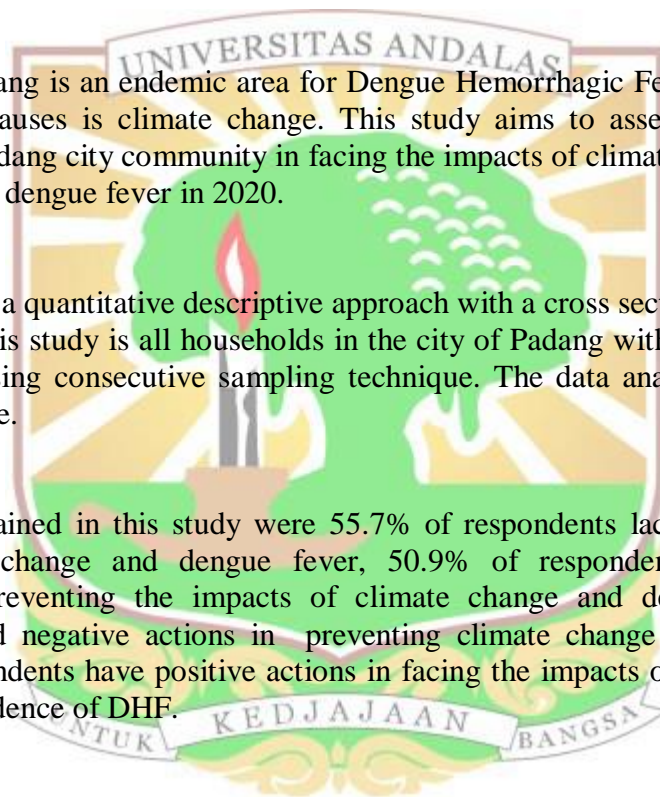 UNIVERSITAS ANDALAS
ang is an endemic area for Dengue Hemorrhagic Fe
auses is climate change. This study aims to asse
dang city community in facing the impacts of climat
dengue fever in 2020.
a quantitative descriptive approach with a cross sec
is study is all households in the city of Padang with
ing consecutive sampling technique. The data ana
e.
ained in this study were 55.7% of respondents lac
change and dengue fever, 50.9% of responden
reventing the impacts of climate change and d
d negative actions in preventing climate change
ndents have positive actions in facing the impacts o
dence of DHF.
NTUK KEDJAJAAN BANGSA